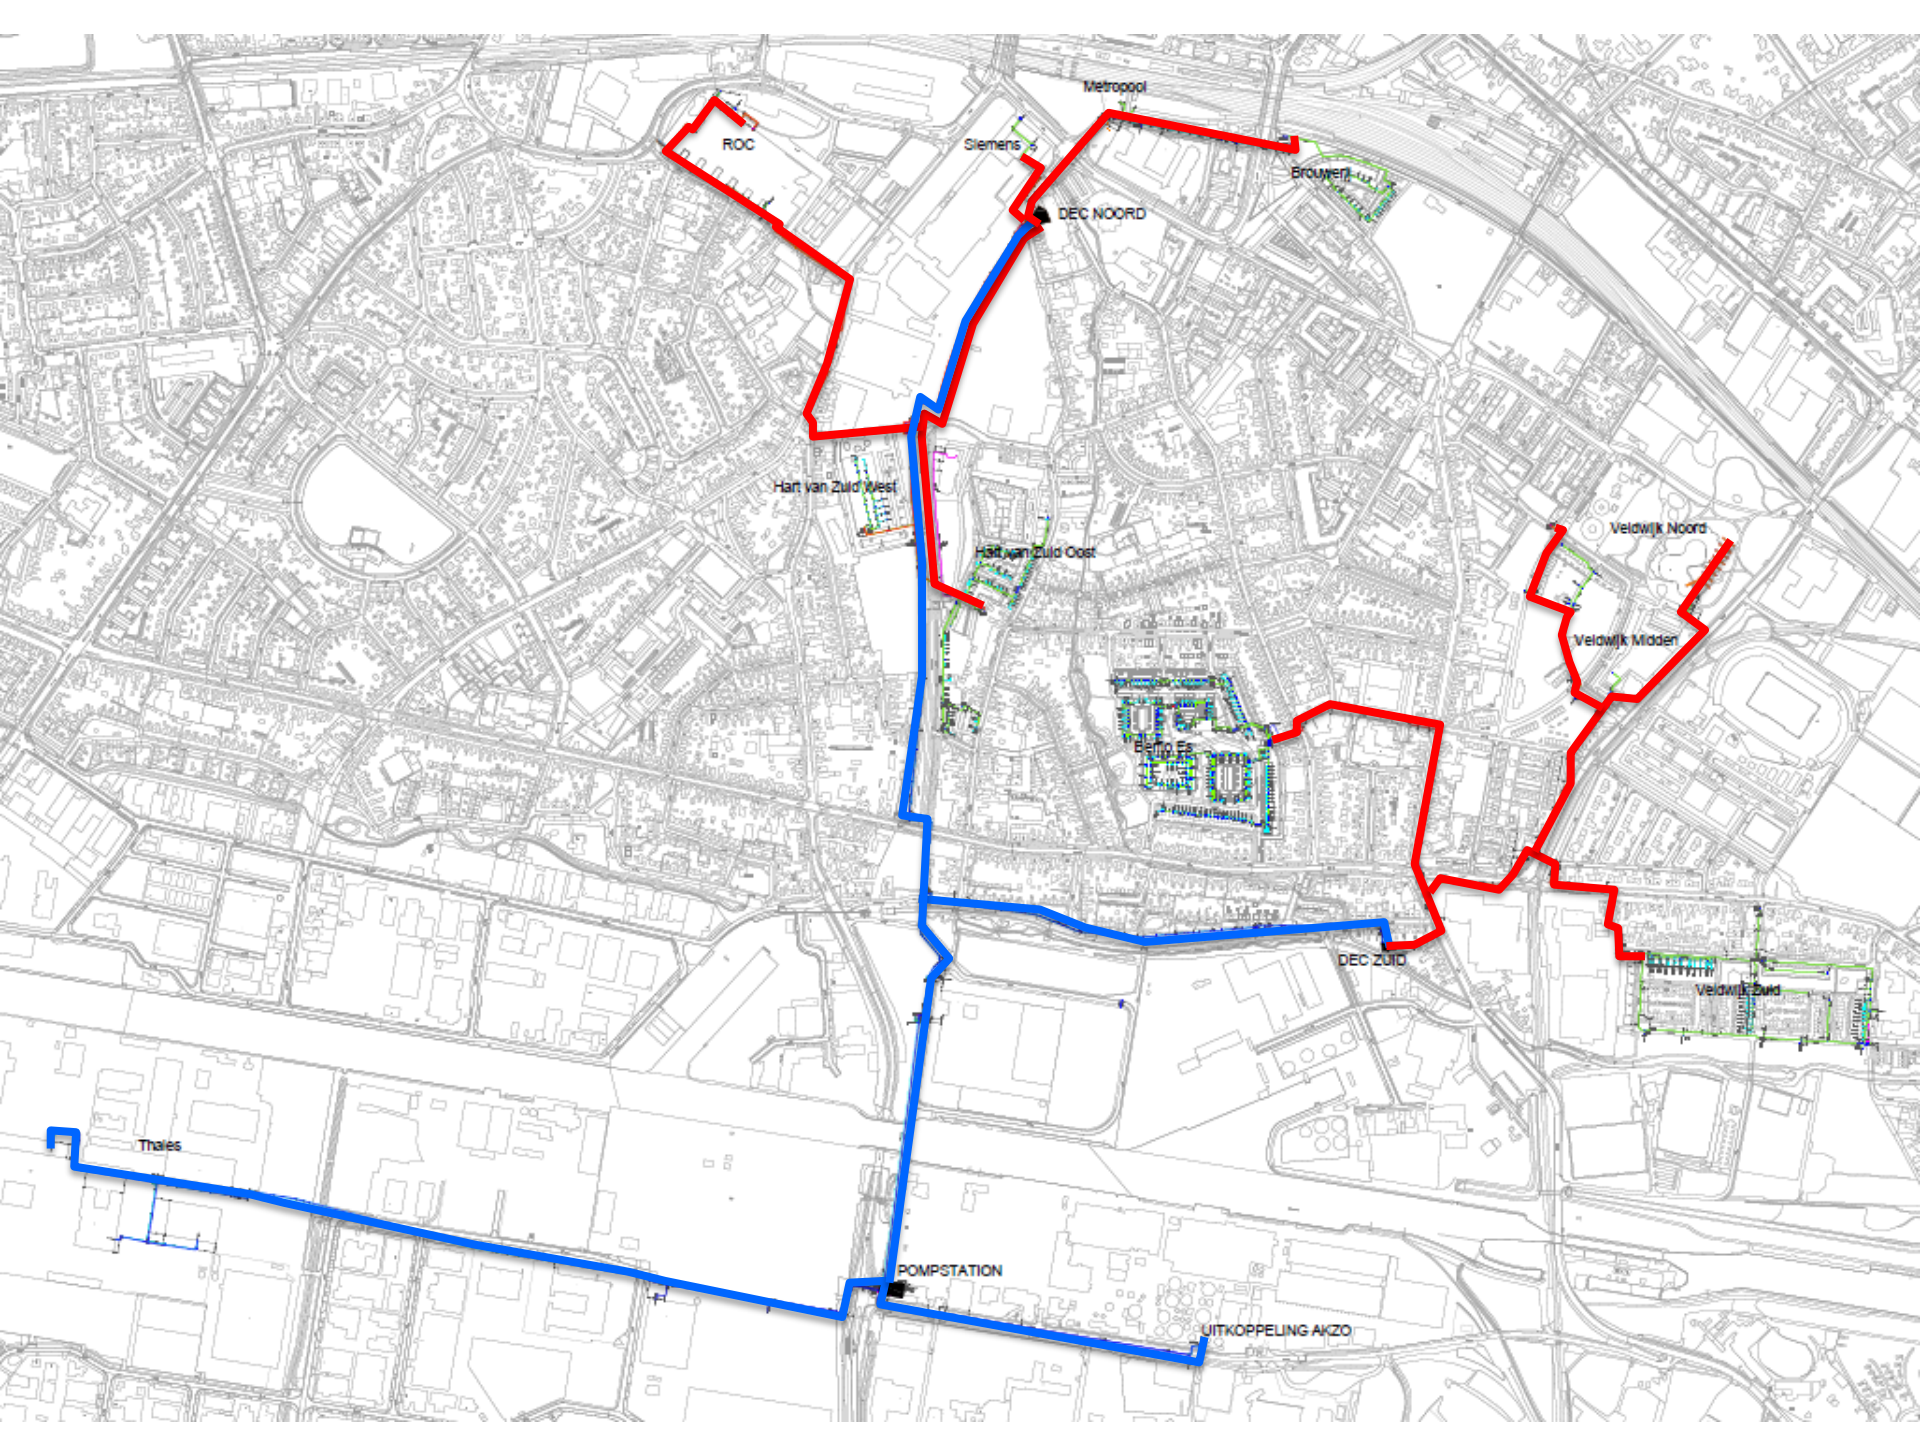 Metropool
ROC
Siemens
Brouwerij
DEC NOORD
Hart van Zuid West
Veldwijk Noord
Hart van Zuid Oost
Veldwijk Midden
Berflo Es
DEC ZUID
Veldwijk Zuid
Thales
POMPSTATION
UITKOPPELING AKZO